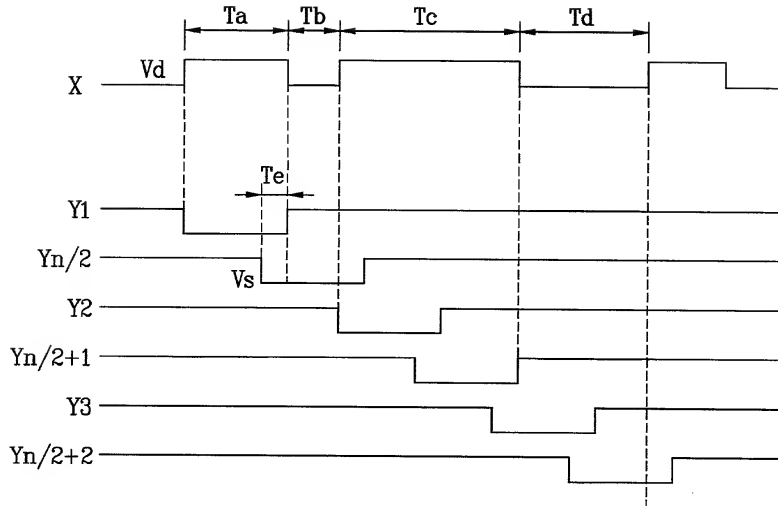 Ta Tb Tc Td
Vd
X
Te
Y1
Yn/2
Vs
Y2
Yn/2+1
Y3
Yn/2+2